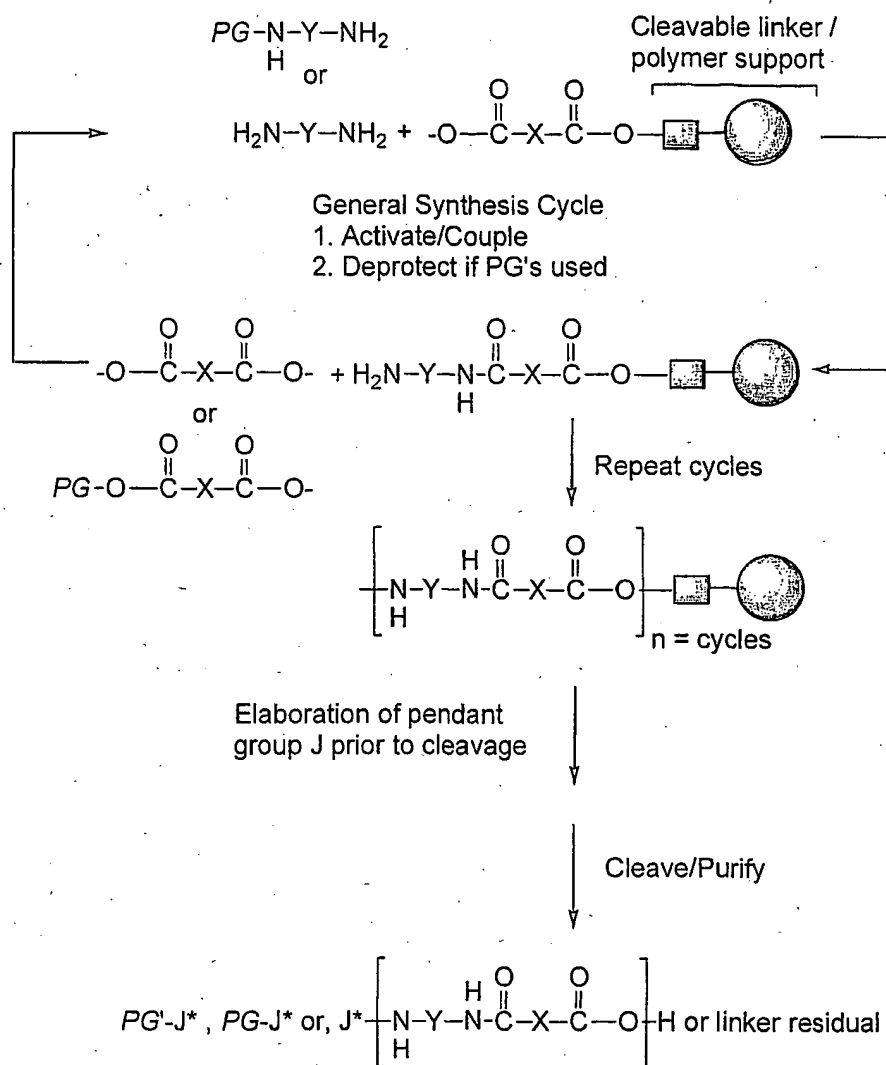 PG-N-Y-NH2
H
or
Cleavable linker /
polymer support
O O
H2N-Y-NH2 + -O-C-X-C-O
General Synthesis Cycle
1. Activate/Couple
2. Deprotect if PG's used
O O O O
-O-C-X-C-O- + H2N-Y-N-C-X-C-O
H
or
O O
PG-O-C-X-C-O-
Repeat cycles
H O O
N-Y-N-C-X-C-O
H
n = cycles
Elaboration of pendant
group J prior to cleavage
Cleave/Purify
H O O
PG'-J* , PG-J* or, J* N-Y-N-C-X-C-O H or linker residual
H